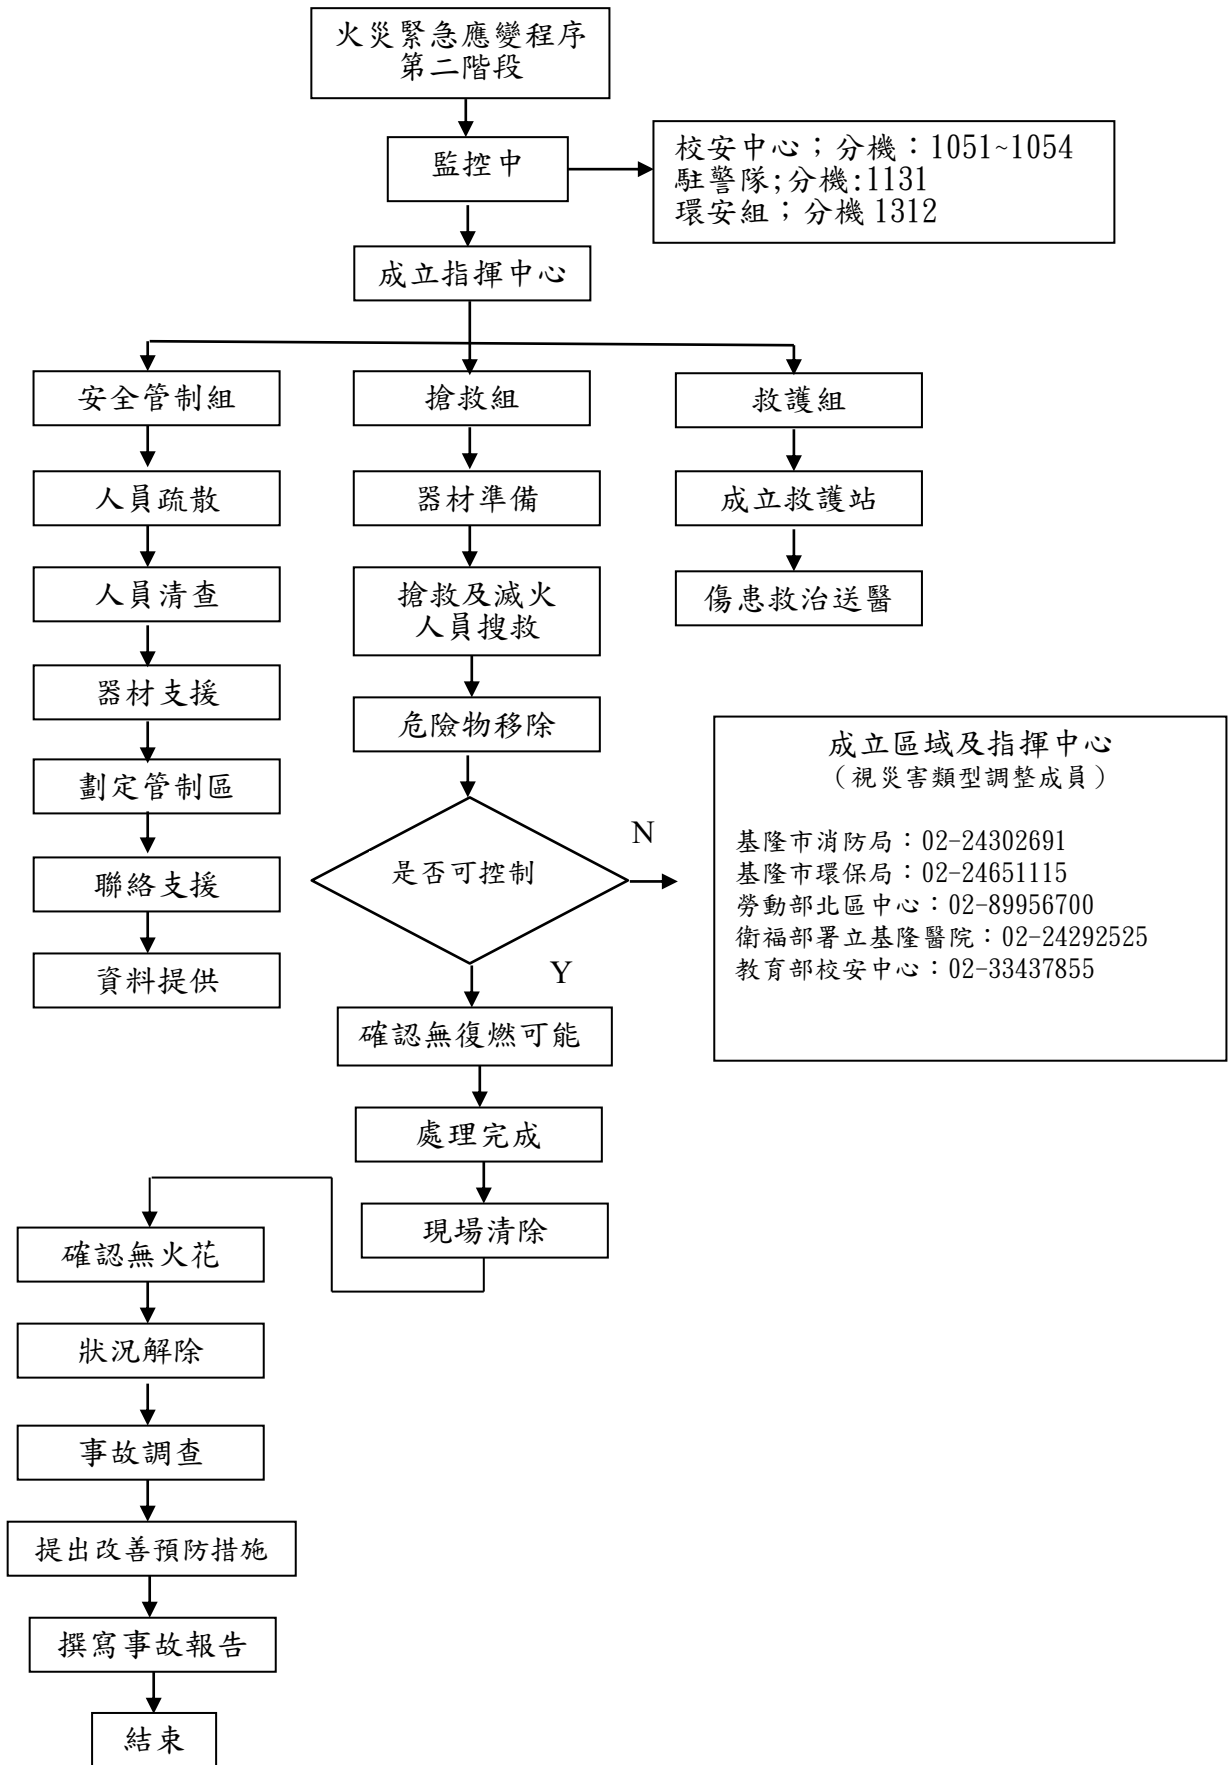 火災緊急應變程序
第二階段
監控中
校安中心；分機：1051~1054
駐警隊;分機:1131
環安組；分機 1312
成立指揮中心
安全管制組
搶救組
救護組
人員疏散
器材準備
成立救護站
人員清查
搶救及滅火
人員搜救
傷患救治送醫
器材支援
危險物移除
成立區域及指揮中心
（視災害類型調整成員）
基隆市消防局：02-24302691
基隆市環保局：02-24651115
勞動部北區中心：02-89956700
衛福部署立基隆醫院：02-24292525
教育部校安中心：02-33437855
劃定管制區
是否可控制
N
聯絡支援
Y
資料提供
確認無復燃可能
處理完成
現場清除
確認無火花
狀況解除
事故調查
提出改善預防措施
撰寫事故報告
結束